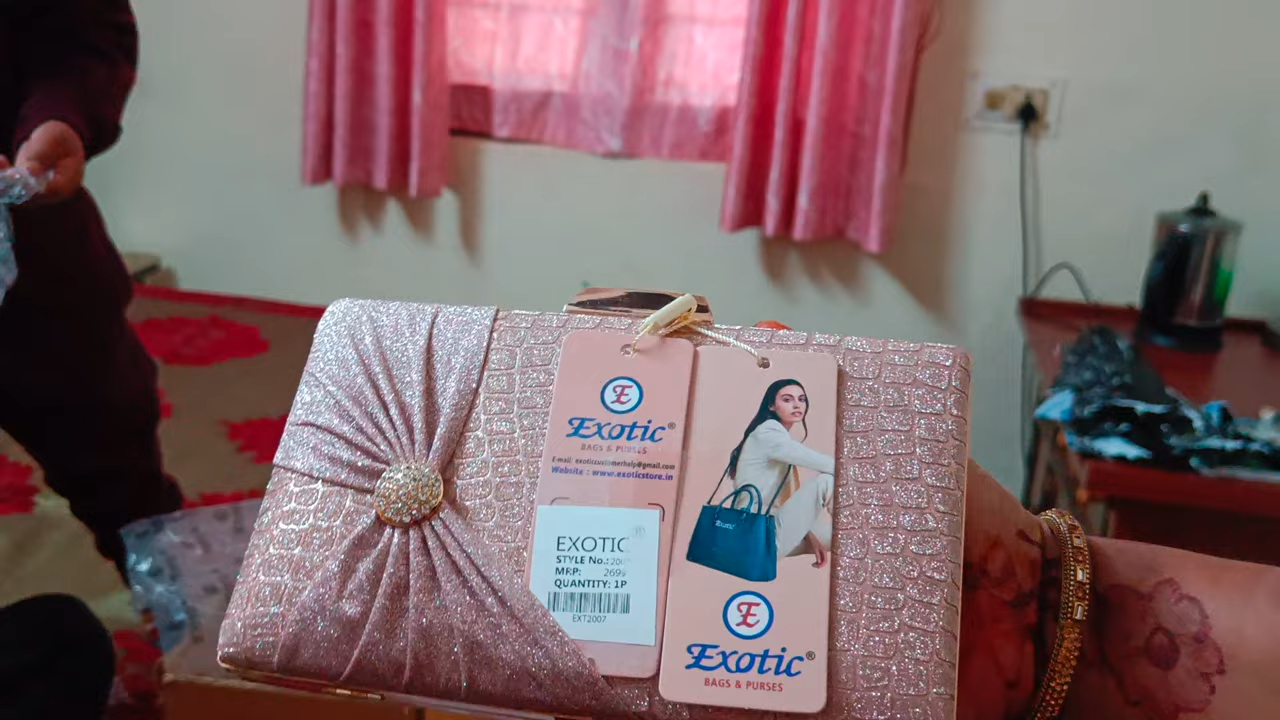 E
Exotic®
BAGS & PURSES
E-mail: exoticcustomerhelp@gmail.com
Website : www.exoticstore.in
EXOTIC
STYLE No.:
MRP: 2699
QUANTITY: 1P
EXT2007
Exotic
E
Exotic®
BAGS & PURSES